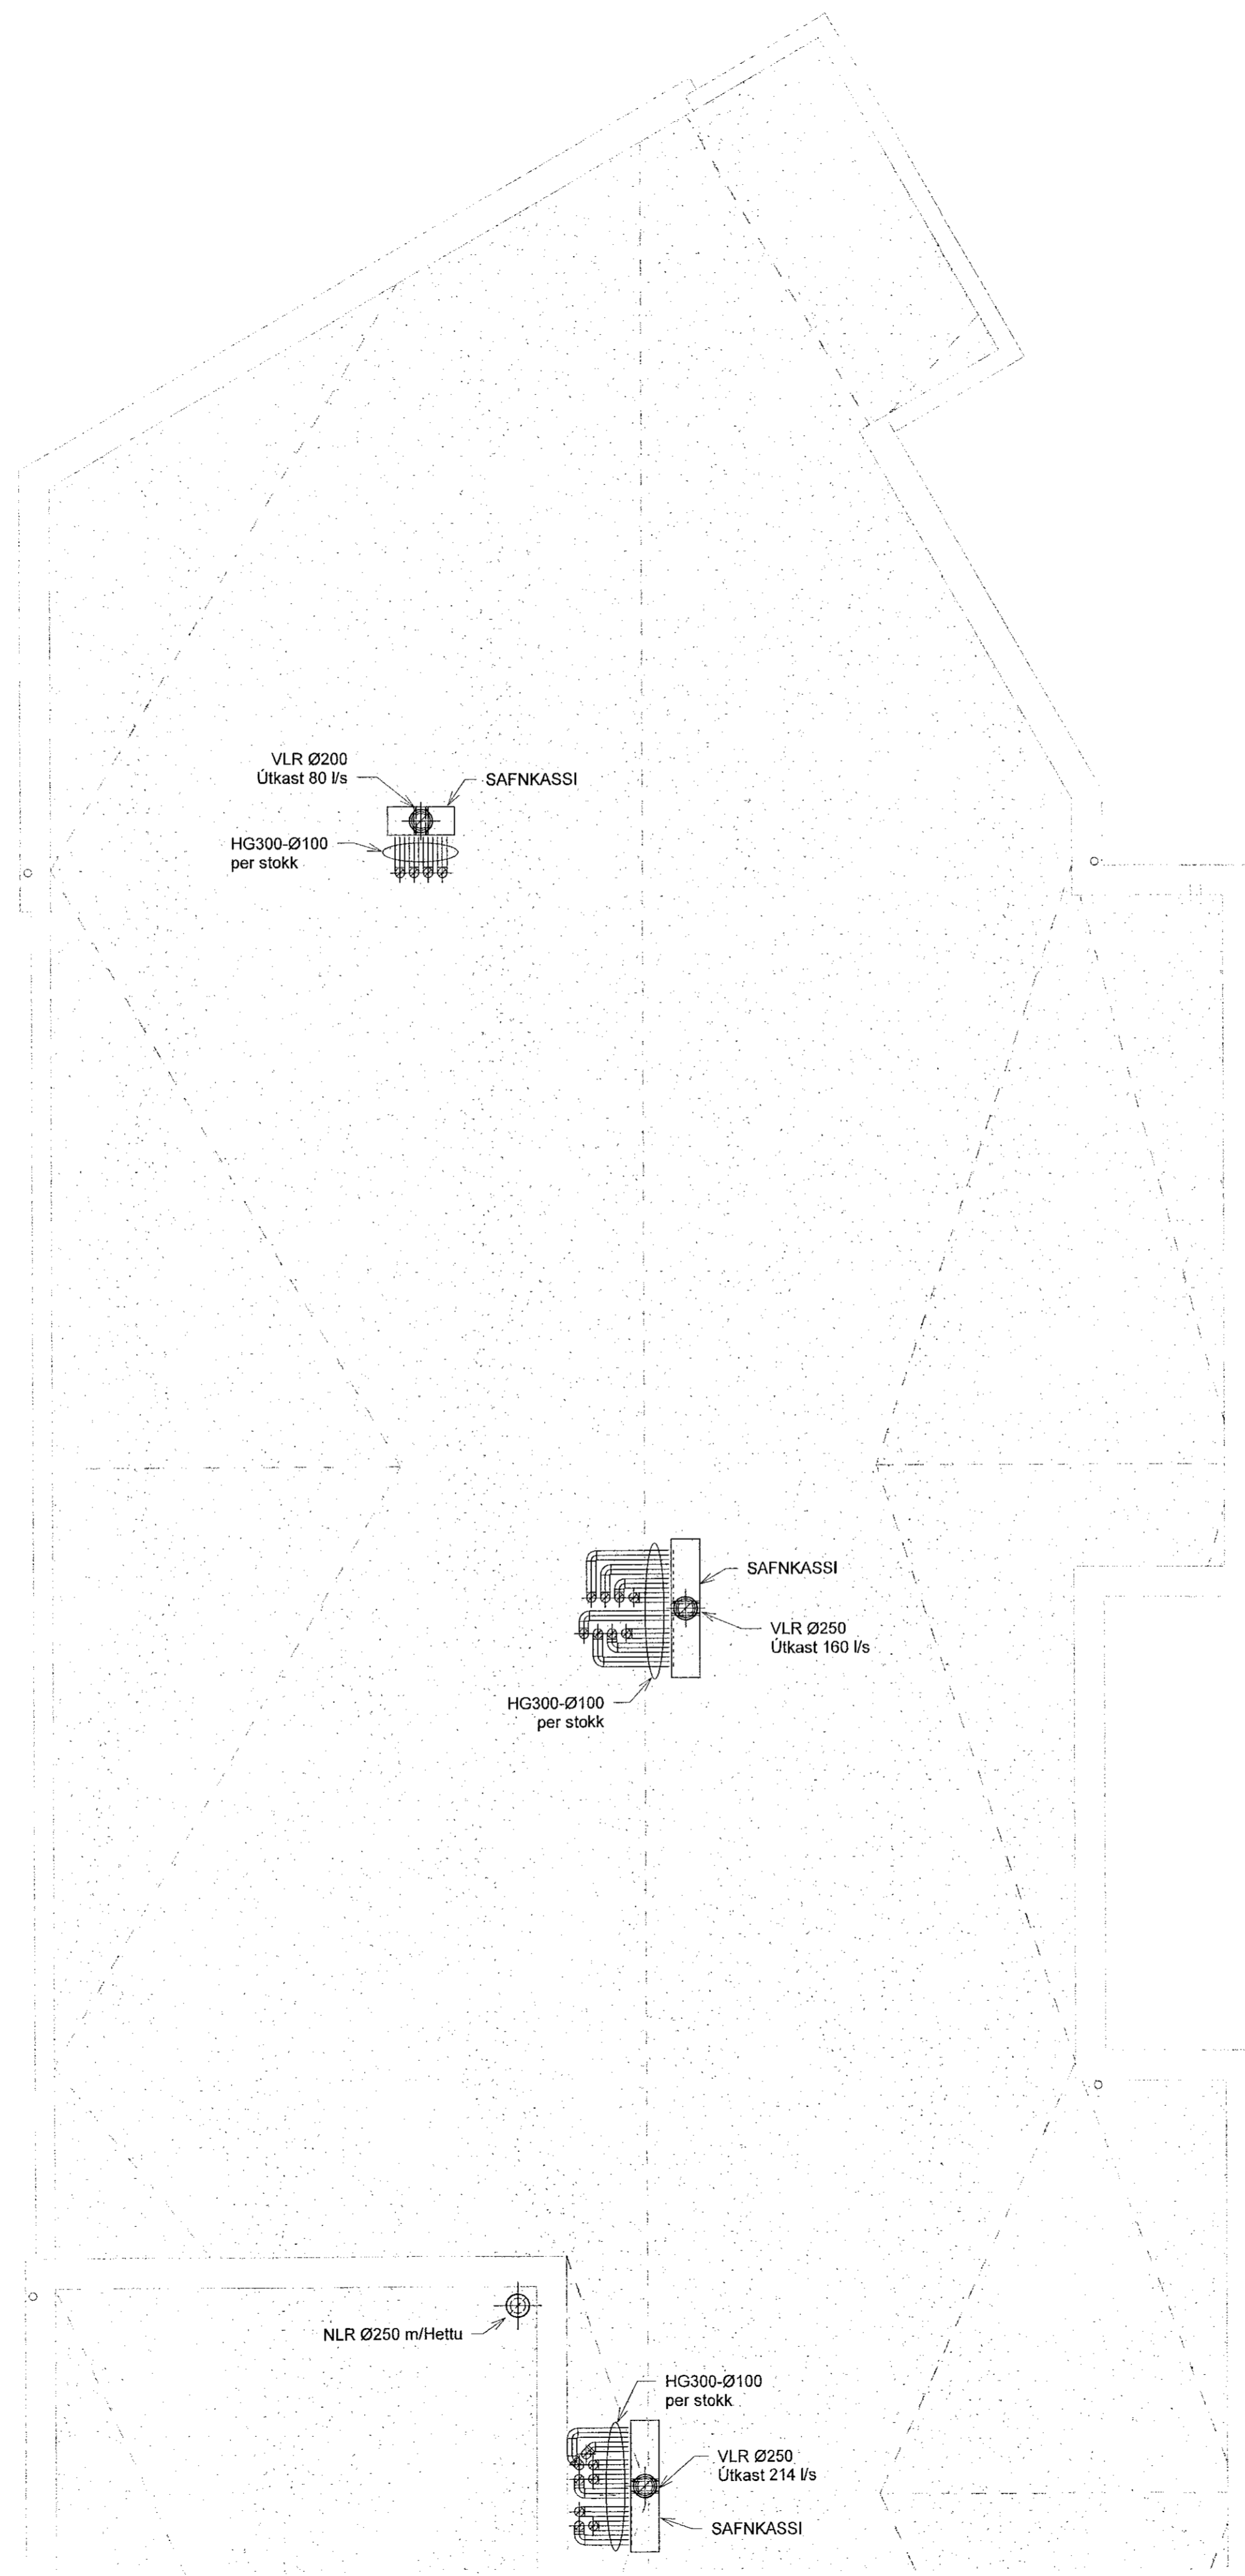 VLR Ø200
Útkast 80 l/s
SAFNKASSI
HG300-Ø100
per stokk
SAFNKASSI
VLR Ø250
Útkast 160 l/s
HG300-Ø100
per stokk
NLR Ø250 m/Hettu
HG300-Ø100
per stokk
VLR Ø250
Útkast 214 l/s
SAFNKASSI